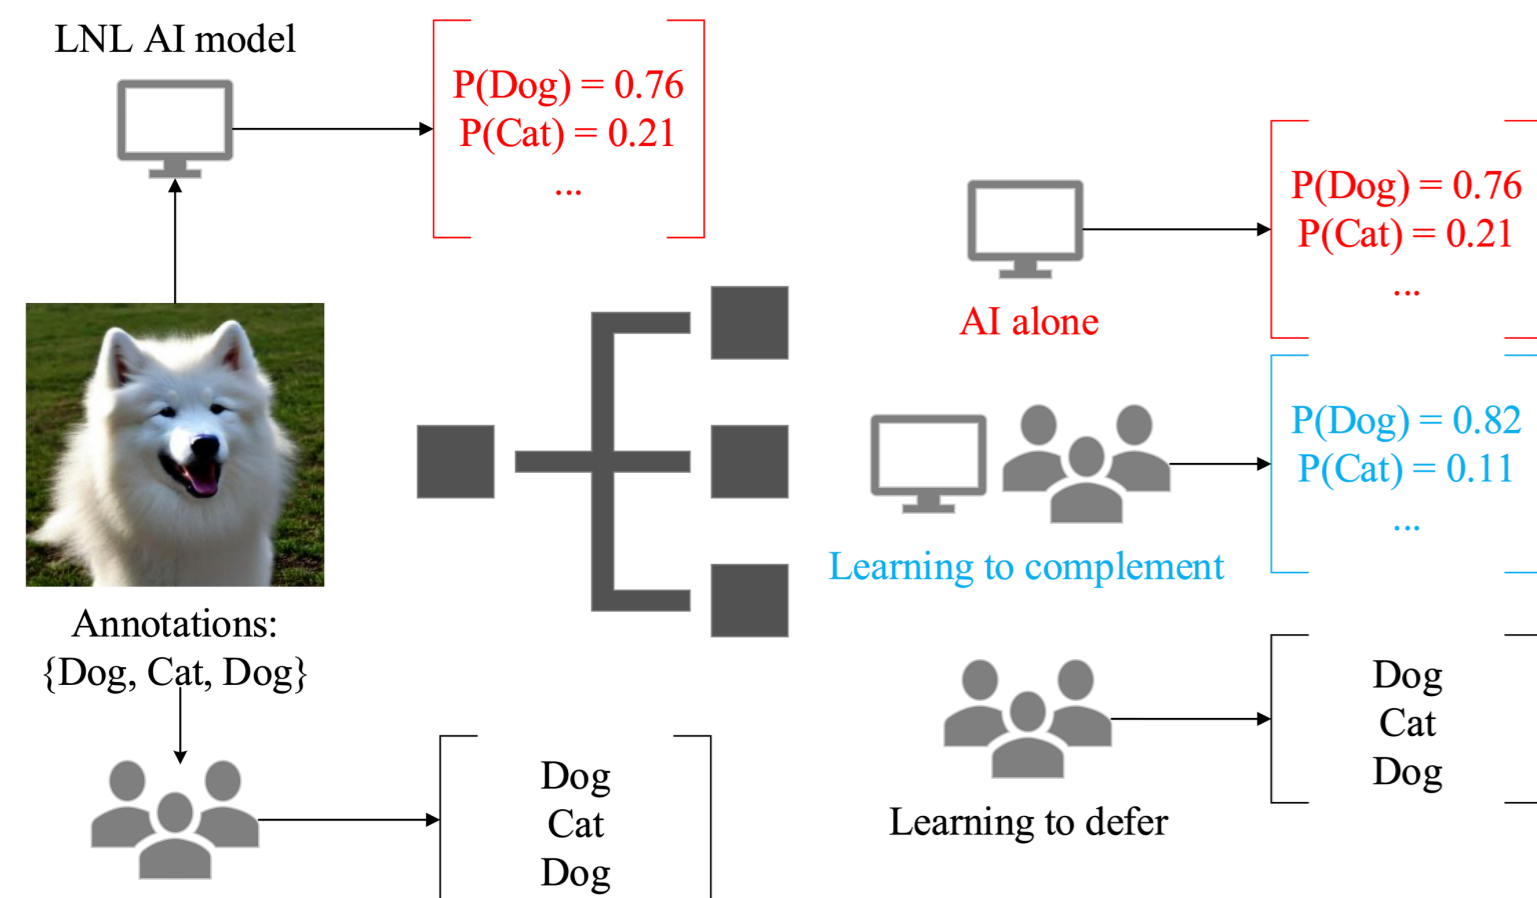 LNL AI model
P(Dog) = 0.76
P(Cat) = 0.21
...
Annotations:
{Dog, Cat, Dog}
Dog
Cat
Dog
P(Dog) = 0.76
P(Cat) = 0.21
...
AI alone
P(Dog) = 0.82
P(Cat) = 0.11
...
Learning to complement
Dog
Cat
Dog
Learning to defer